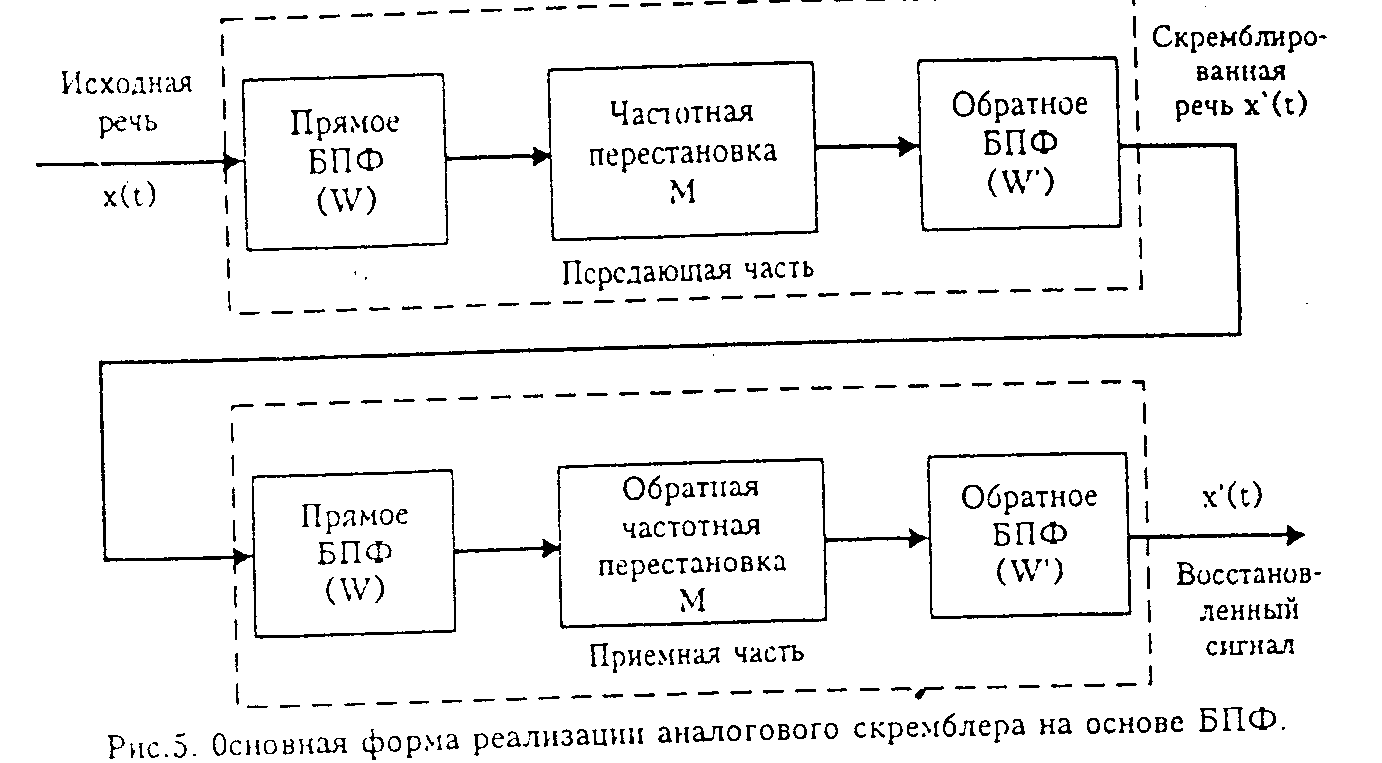 Исходная
речь
x(t)
Прямое
БПФ
(W)
Частотная
перестановка
М
Обратное
БПФ
(W')
Скремблиро-
ванная
речь x`(t)
Передающая часть
Прямое
БПФ
(W)
Обратная
частотная
перестановка
М
Обратное
БПФ
(W')
x'(t)
Восстанов-
ленный
сигнал
Приемная часть
Рис.5. Основная форма реализации аналогового скремблера на основе БПФ.